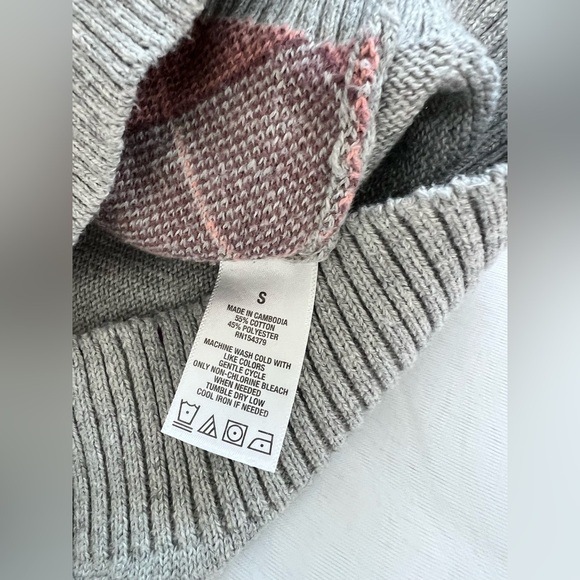 S
MADE IN CAMBODIA
55% COTTON
45% POLYESTER
RN154379
MACHINE WASH COLD WITH
LIKE COLORS
GENTLE CYCLE
ONLY NON-CHLORINE BLEACH
WHEN NEEDED
TUMBLE DRY LOW
COOL IRON IF NEEDED